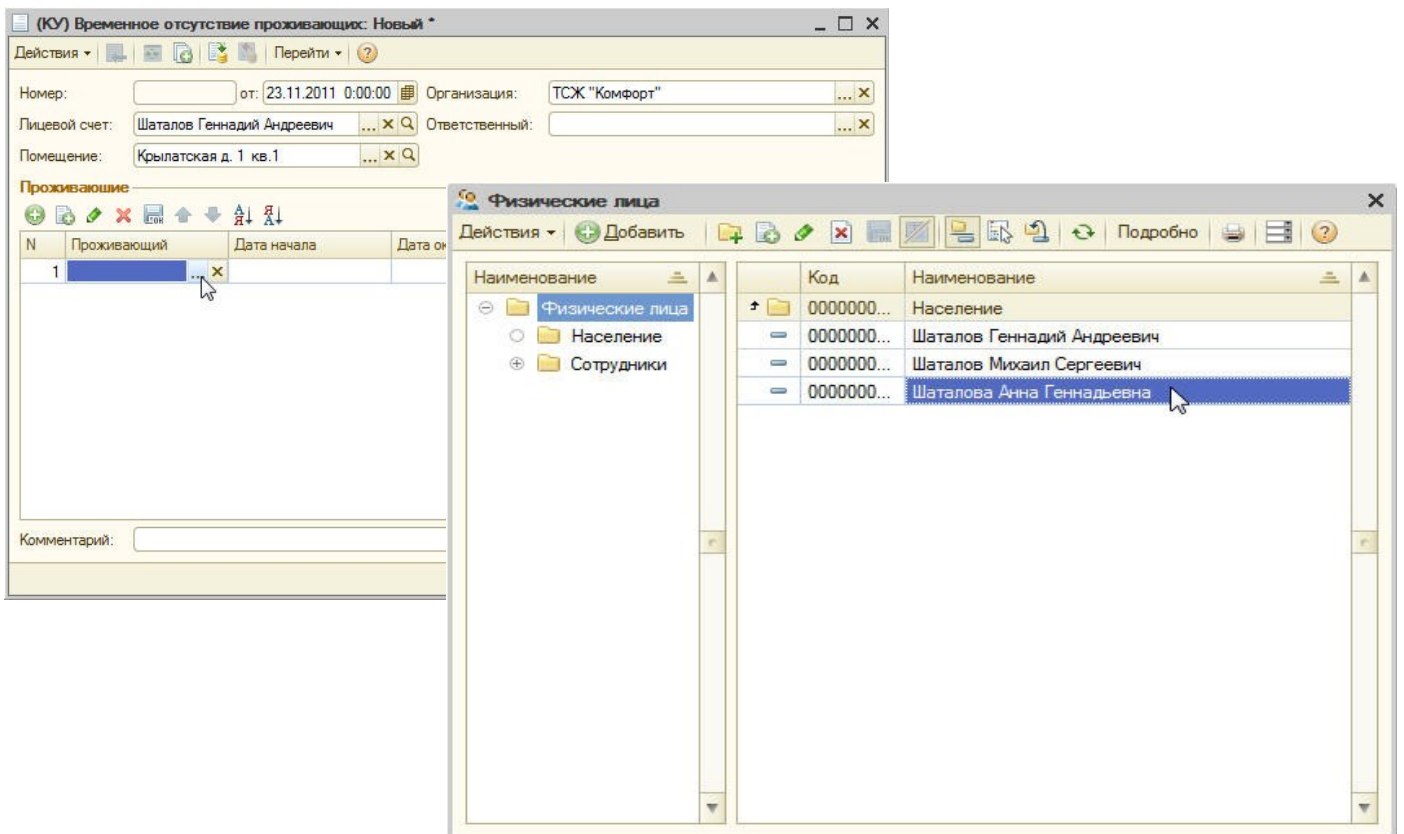 (КУ) Временное отсутствие проживающих: Новый *
Действия Перейти
Номер: от: 23.11.2011 0:00:00 Организация: ТСЖ "Комфорт"
Лицевой счет: Шаталов Геннадий Андреевич Ответственный:
Помещение: Крылатская д. 1 кв.1
Проживающие
N Проживающий Дата начала Дата ок
1
Комментарий:
Физические лица
Действия Добавить Подробно
Наименование
Физические лица
Население
Сотрудники
Код Наименование
0000000... Население
0000000... Шаталов Геннадий Андреевич
0000000... Шаталов Михаил Сергеевич
0000000... Шаталова Анна Геннадьевна